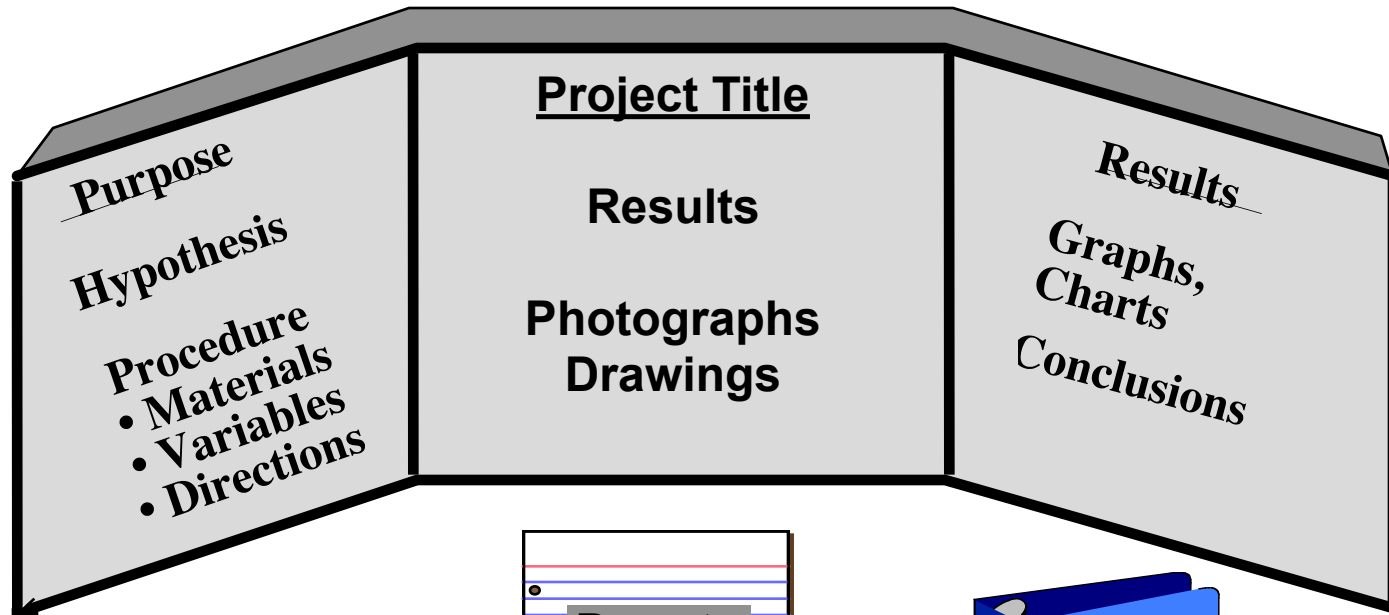 Purpose
Hypothesis
Procedure
• Materials
• Variables
• Directions
Project Title
Results
Photographs
Drawings
Results
Graphs,
Charts
Conclusions